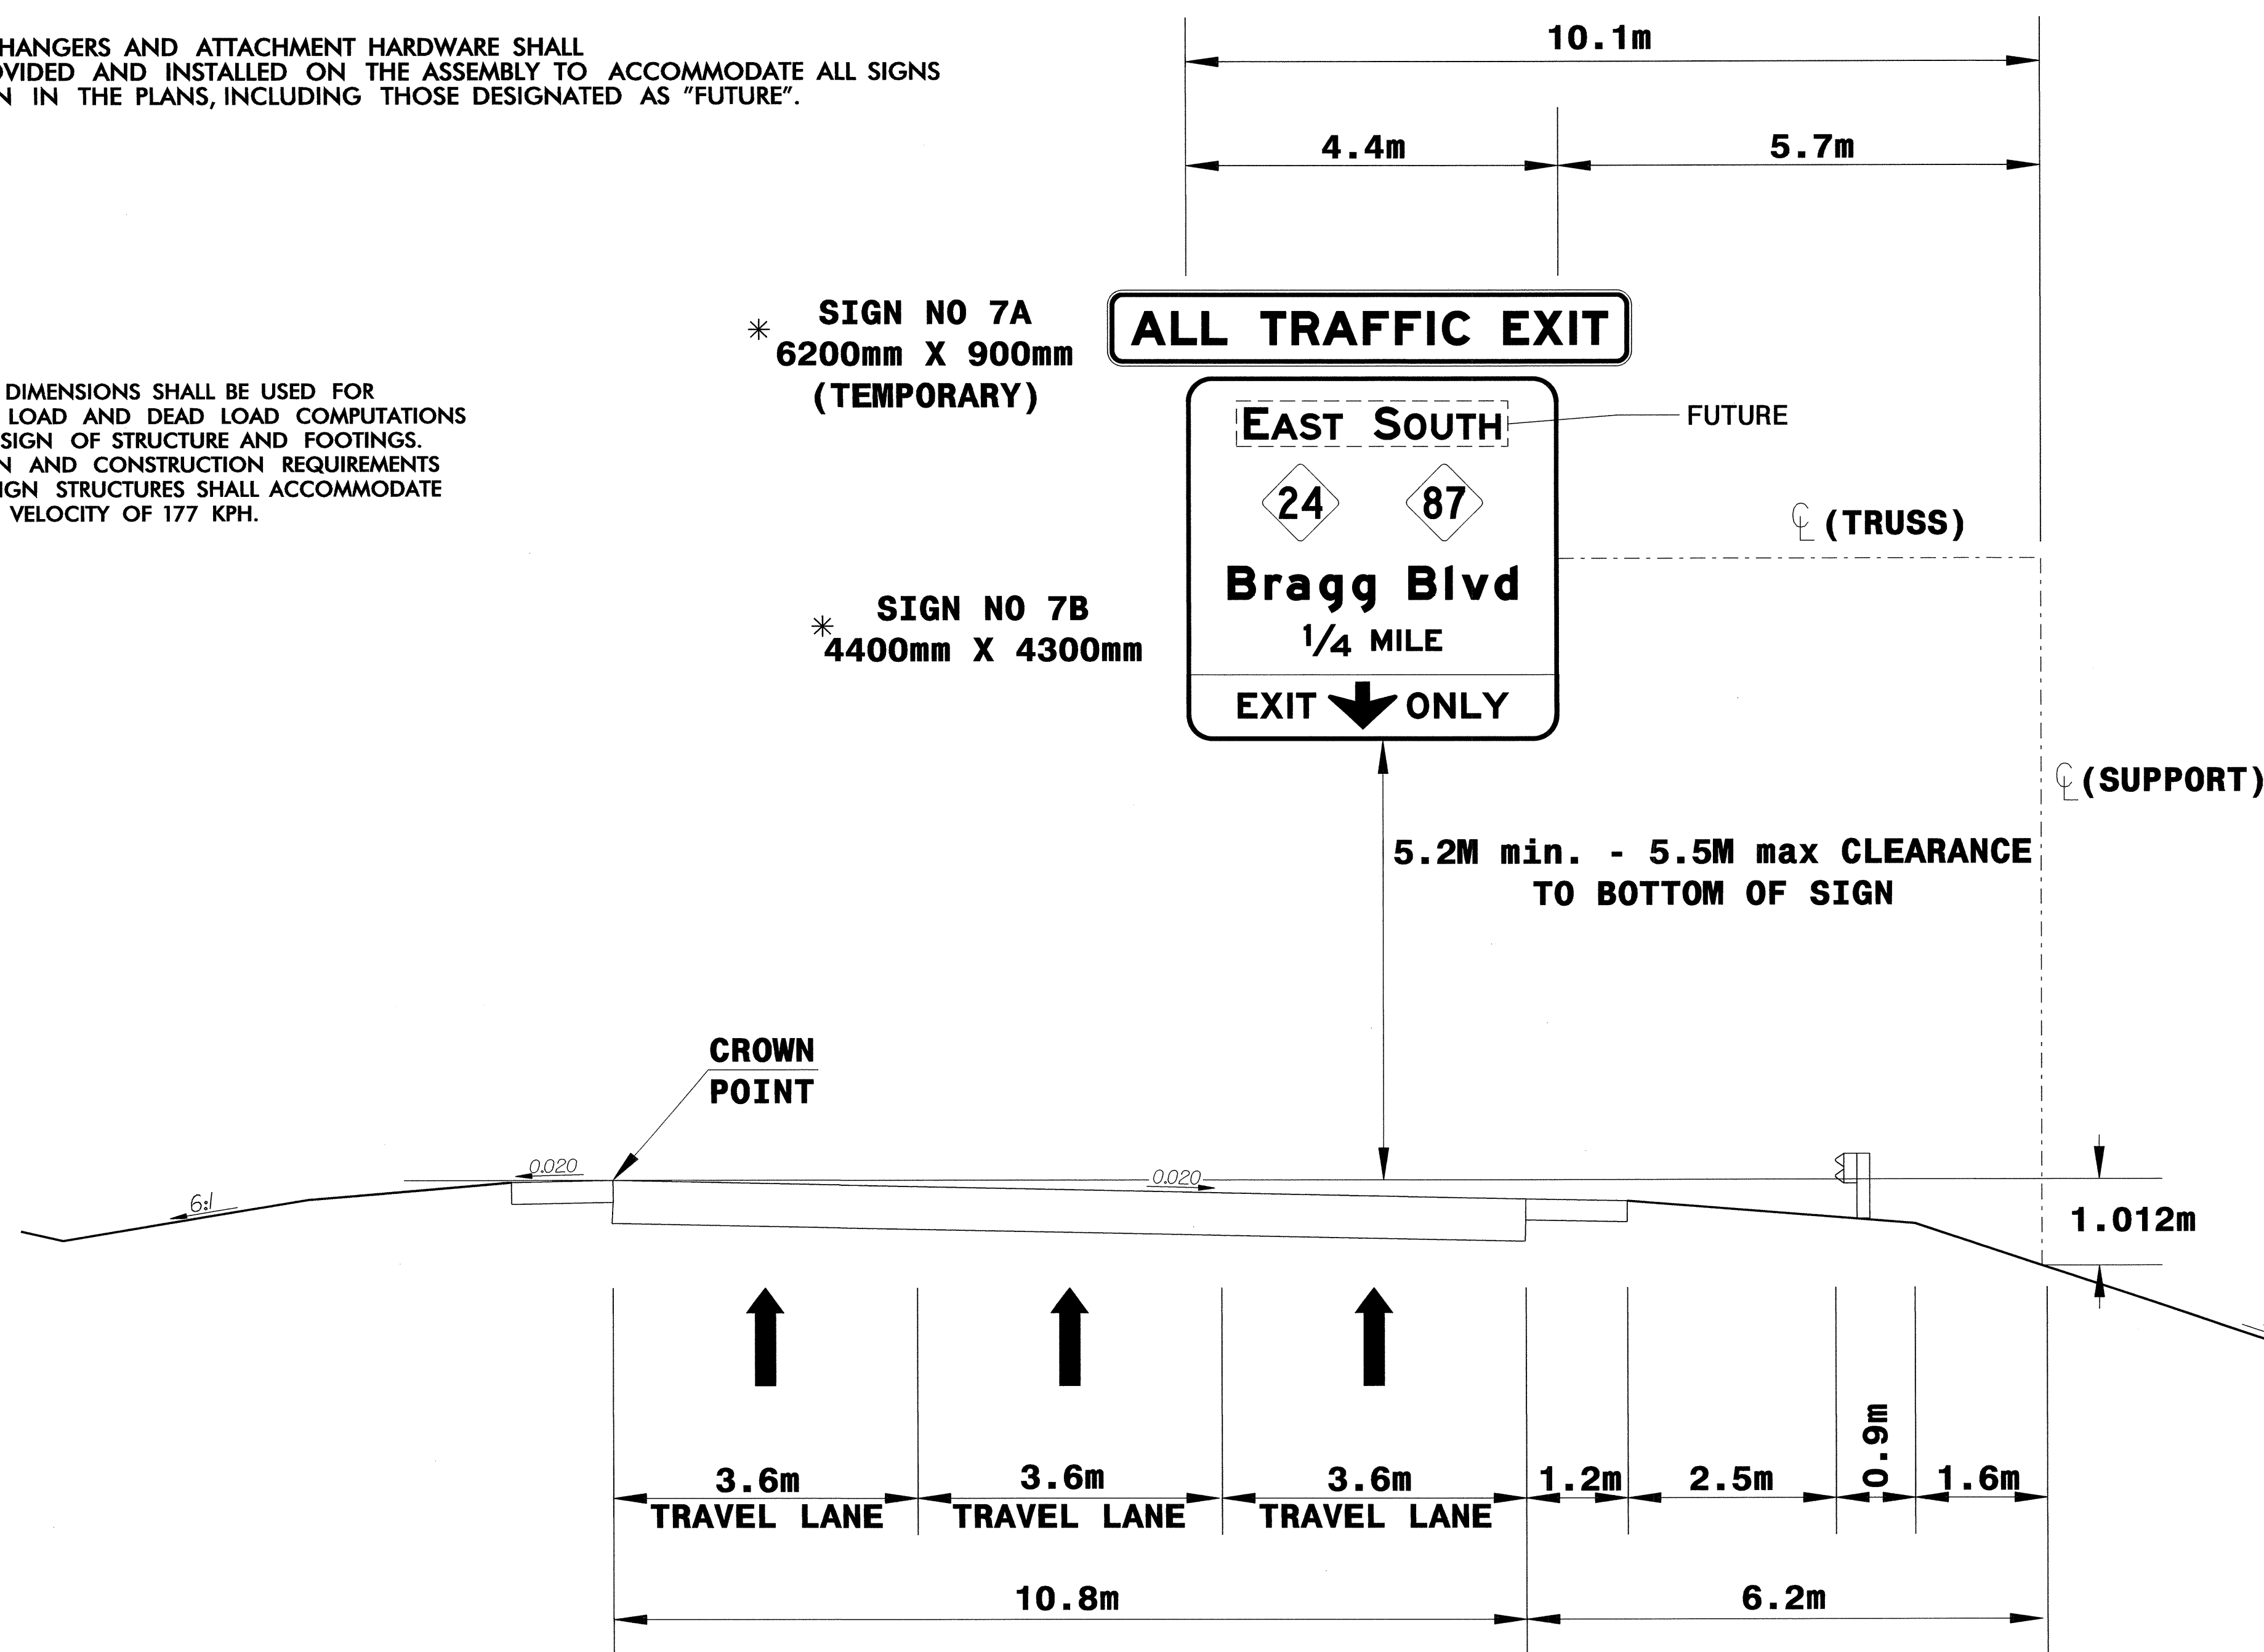 HANGERS AND ATTACHMENT HARDWARE SHALL
VIDED AND INSTALLED ON THE ASSEMBLY TO ACCOMMODATE ALL SIGNS
IN THE PLANS, INCLUDING THOSE DESIGNATED AS "FUTURE".
10.1m
4.4m
5.7m
SIGN NO 7A
* 6200mm X 900mm
(TEMPORARY)
ALL TRAFFIC EXIT
DIMENSIONS SHALL BE USED FOR
LOAD AND DEAD LOAD COMPUTATIONS
SIGN OF STRUCTURE AND FOOTINGS.
N AND CONSTRUCTION REQUIREMENTS
IGN STRUCTURES SHALL ACCOMMODATE
VELOCITY OF 177 KPH.
EAST SOUTH
FUTURE
24 87
Bragg Blvd
1/4 MILE
EXIT ONLY
SIGN NO 7B
* 4400mm X 4300mm
℄ (TRUSS)
℄ (SUPPORT)
5.2M min. - 5.5M max CLEARANCE
TO BOTTOM OF SIGN
CROWN
POINT
0.020
0.020
6:1
1.012m
3.6m
TRAVEL LANE
3.6m
TRAVEL LANE
3.6m
TRAVEL LANE
1.2m
2.5m
0.9m
1.6m
10.8m
6.2m